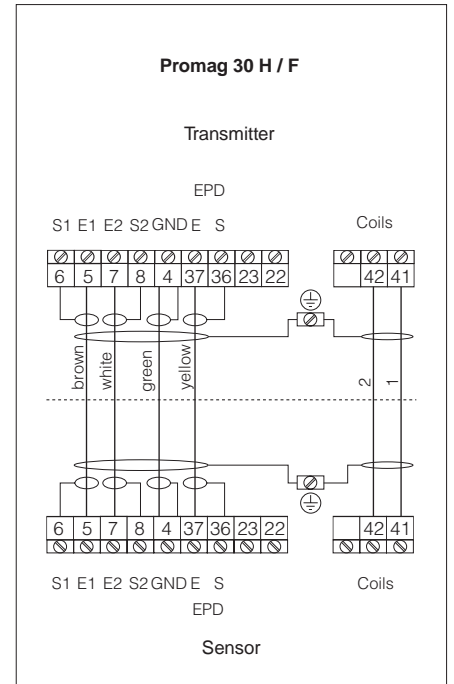 Promag 30 H / F
Transmitter
EPD
S1 E1 E2 S2 GND E S Coils
6 5 7 8 4 37 36 23 22 42 41
brown white green yellow 2 1
6 5 7 8 4 37 36 23 22 42 41
S1 E1 E2 S2 GND E S Coils
EPD
Sensor